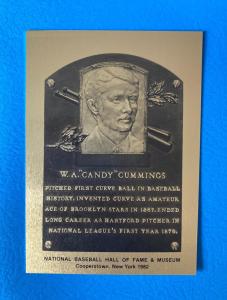 W. A. "CANDY" CUMMINGS
PITCHED FIRST CURVE BALL IN BASEBALL
HISTORY. INVENTED CURVE AS AMATEUR
ACE OF BROOKLYN STARS IN 1867. ENDED
LONG CAREER AS HARTFORD PITCHER IN
NATIONAL LEAGUE'S FIRST YEAR 1876.
NATIONAL BASEBALL HALL OF FAME & MUSEUM
Cooperstown, New York 1982